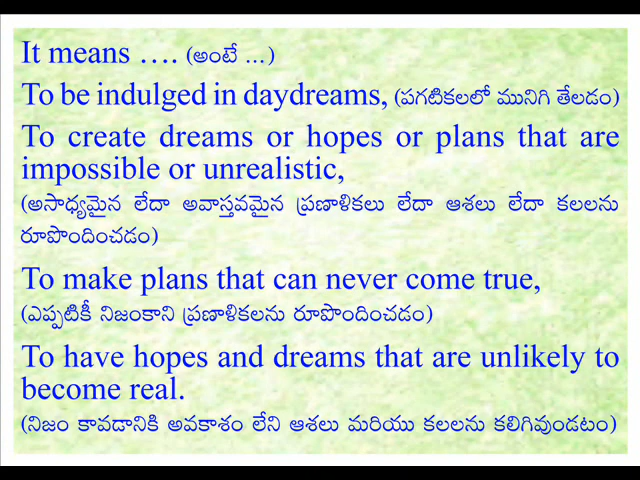 It means …. (అంటే ...)
To be indulged in daydreams, (పగటికలలో మునిగి తేలడం)
To create dreams or hopes or plans that are
impossible or unrealistic,
(అసాధ్యమైన లేదా అవాస్తవమైన ప్రణాళికలు లేదా ఆశలు లేదా కలలను
రూపొందించడం)
To make plans that can never come true,
(ఎప్పటికీ నిజంకాని ప్రణాళికలను రూపొందించడం)
To have hopes and dreams that are unlikely to
become real.
(నిజం కావడానికి అవకాశం లేని ఆశలు మరియు కలలను కలిగివుండటం)